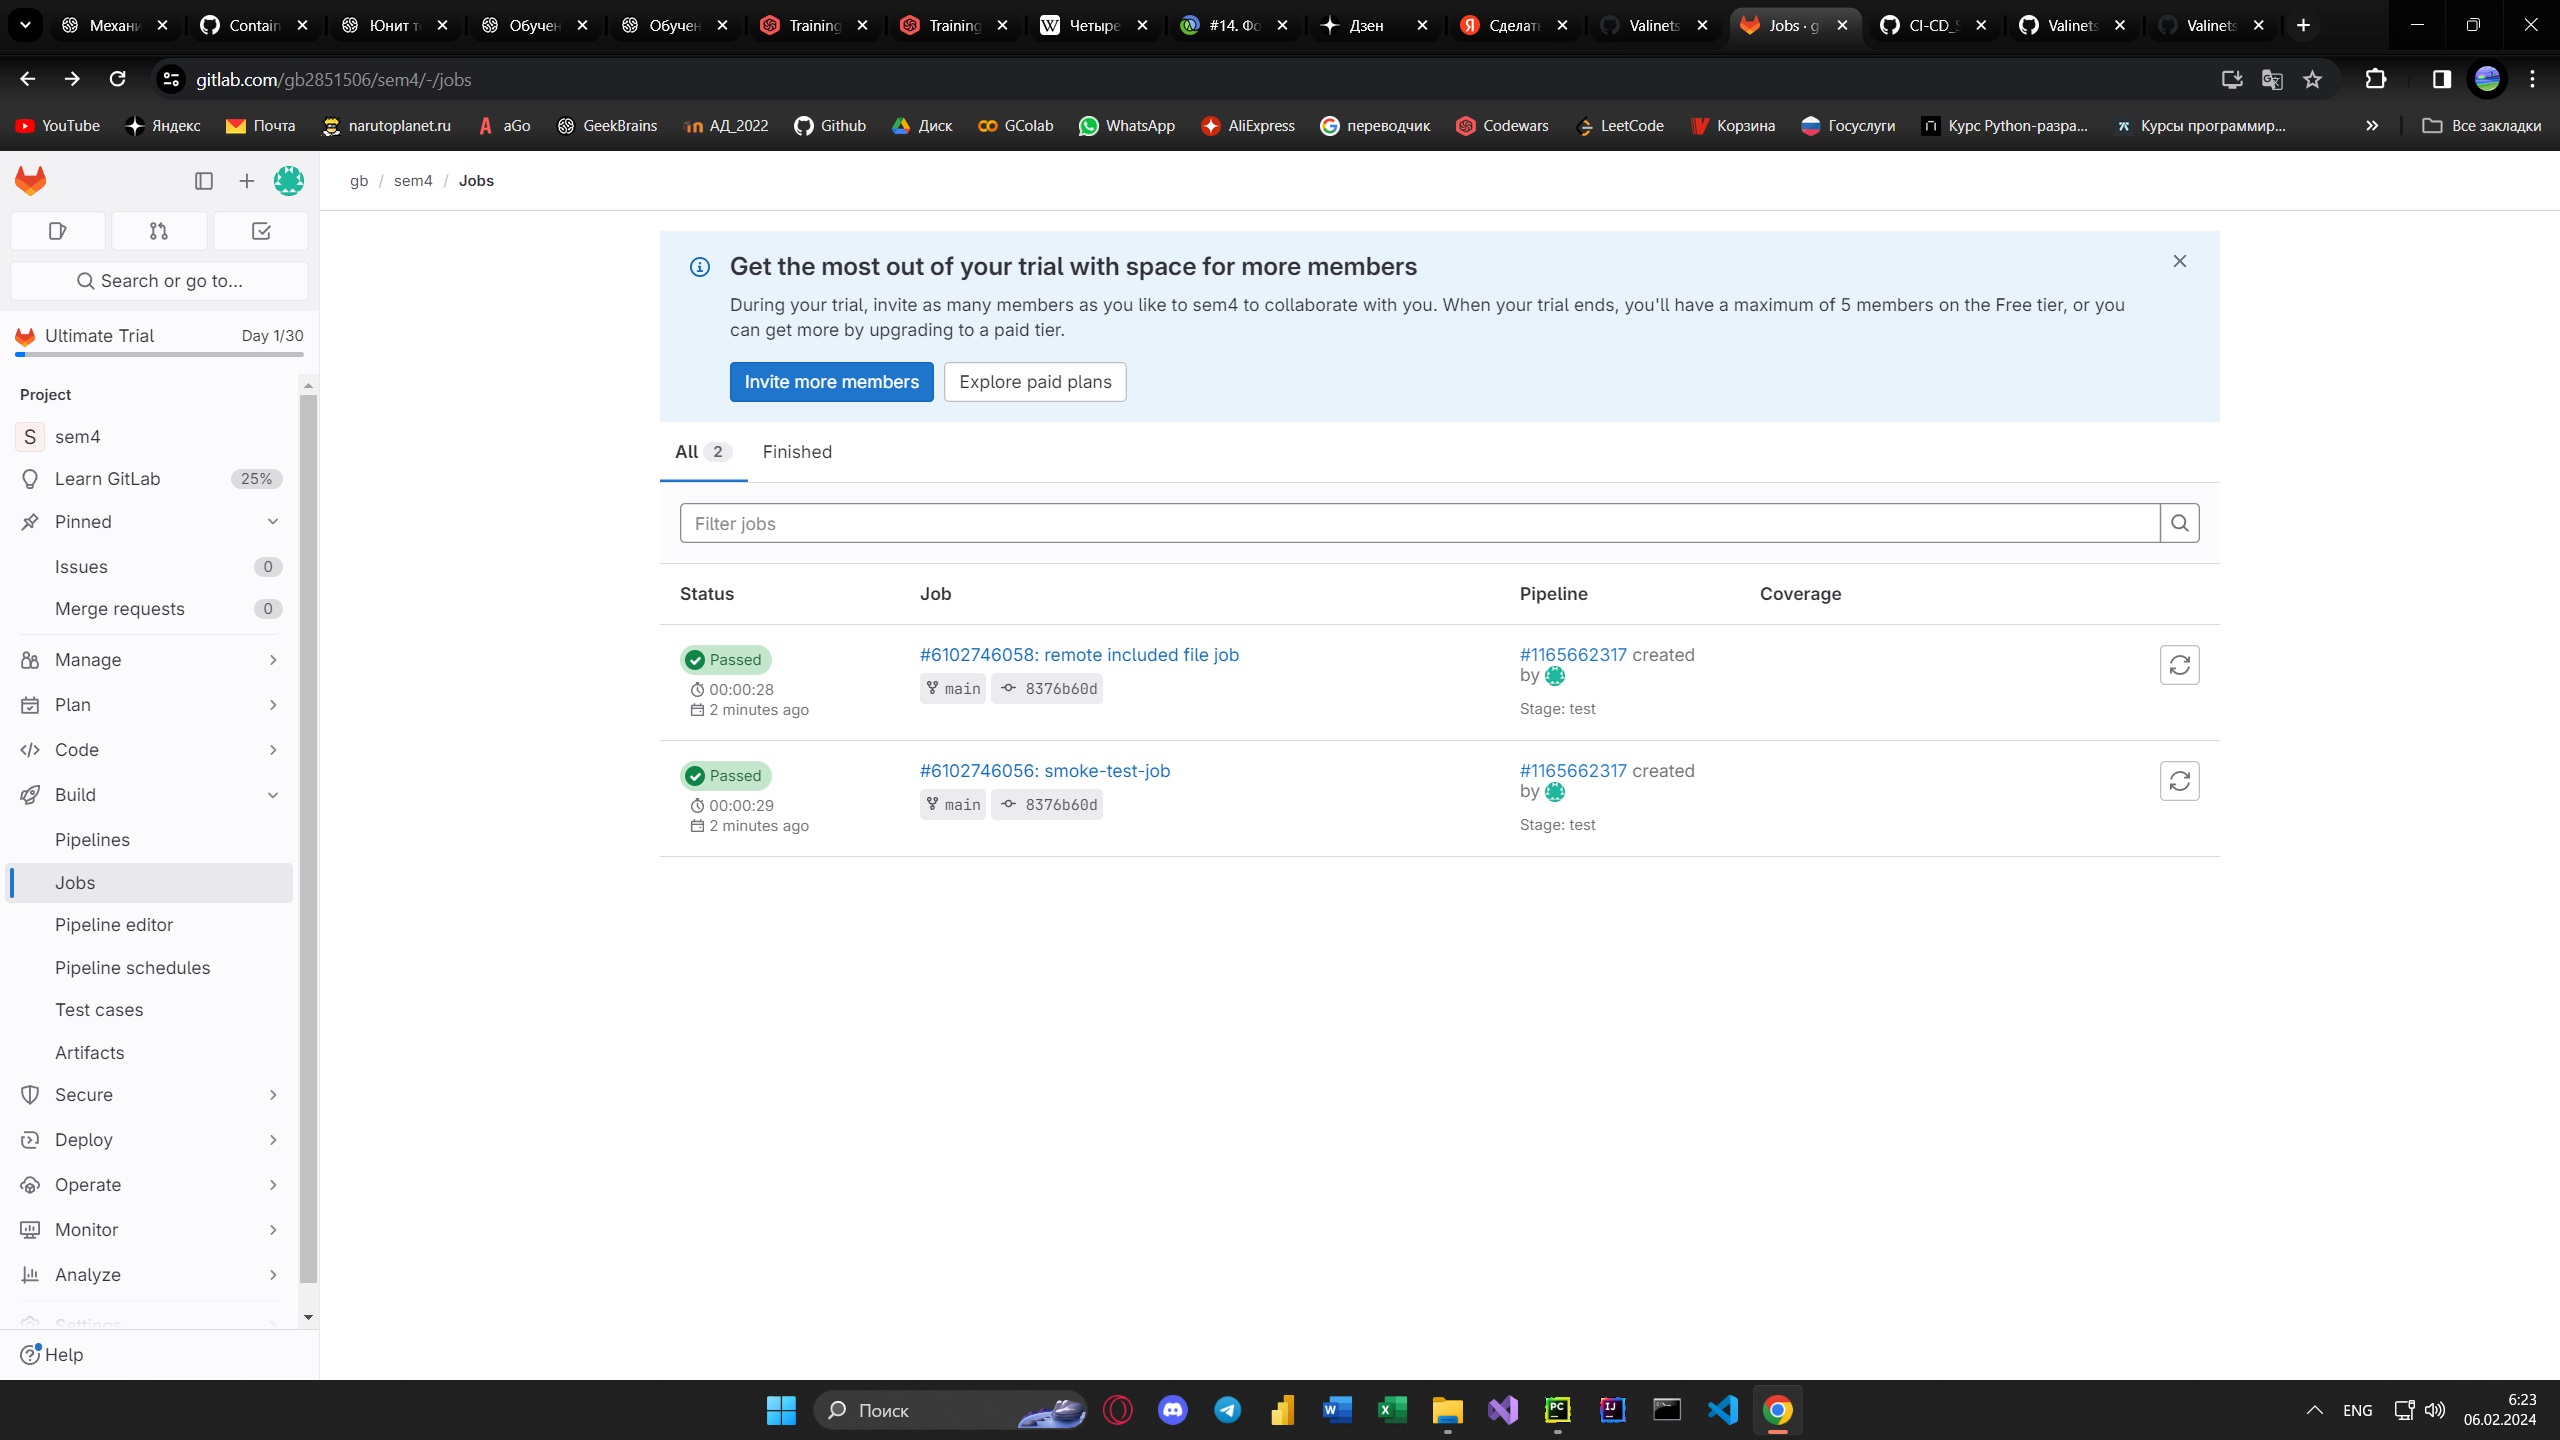 Механи
Contain
Юнит т
Обучен
Обучен
Training
Training
Четыре
#14. Фо
Дзен
Сделать
Valinets
Jobs · g
CI-CD_S
Valinets
Valinets
gitlab.com/gb2851506/sem4/-/jobs
YouTube
Яндекс
Почта
narutoplanet.ru
aGo
GeekBrains
АД_2022
Github
Диск
GColab
WhatsApp
AliExpress
переводчик
Codewars
LeetCode
Корзина
Госуслуги
Курс Python-разра...
Курсы программир...
Все закладки
gb / sem4 / Jobs
Search or go to...
Ultimate Trial Day 1/30
Project
S sem4
Learn GitLab 25%
Pinned
Issues 0
Merge requests 0
Manage
Plan
Code
Build
Pipelines
Jobs
Pipeline editor
Pipeline schedules
Test cases
Artifacts
Secure
Deploy
Operate
Monitor
Analyze
Settings
Help
Get the most out of your trial with space for more members
During your trial, invite as many members as you like to sem4 to collaborate with you. When your trial ends, you'll have a maximum of 5 members on the Free tier, or you
can get more by upgrading to a paid tier.
Invite more members Explore paid plans
All 2 Finished
Filter jobs
Status Job Pipeline Coverage
Passed #6102746058: remote included file job #1165662317 created
by
00:00:28 main 8376b60d
2 minutes ago Stage: test
Passed #6102746056: smoke-test-job #1165662317 created
by
00:00:29 main 8376b60d
2 minutes ago Stage: test
Поиск
ENG
6:23
06.02.2024